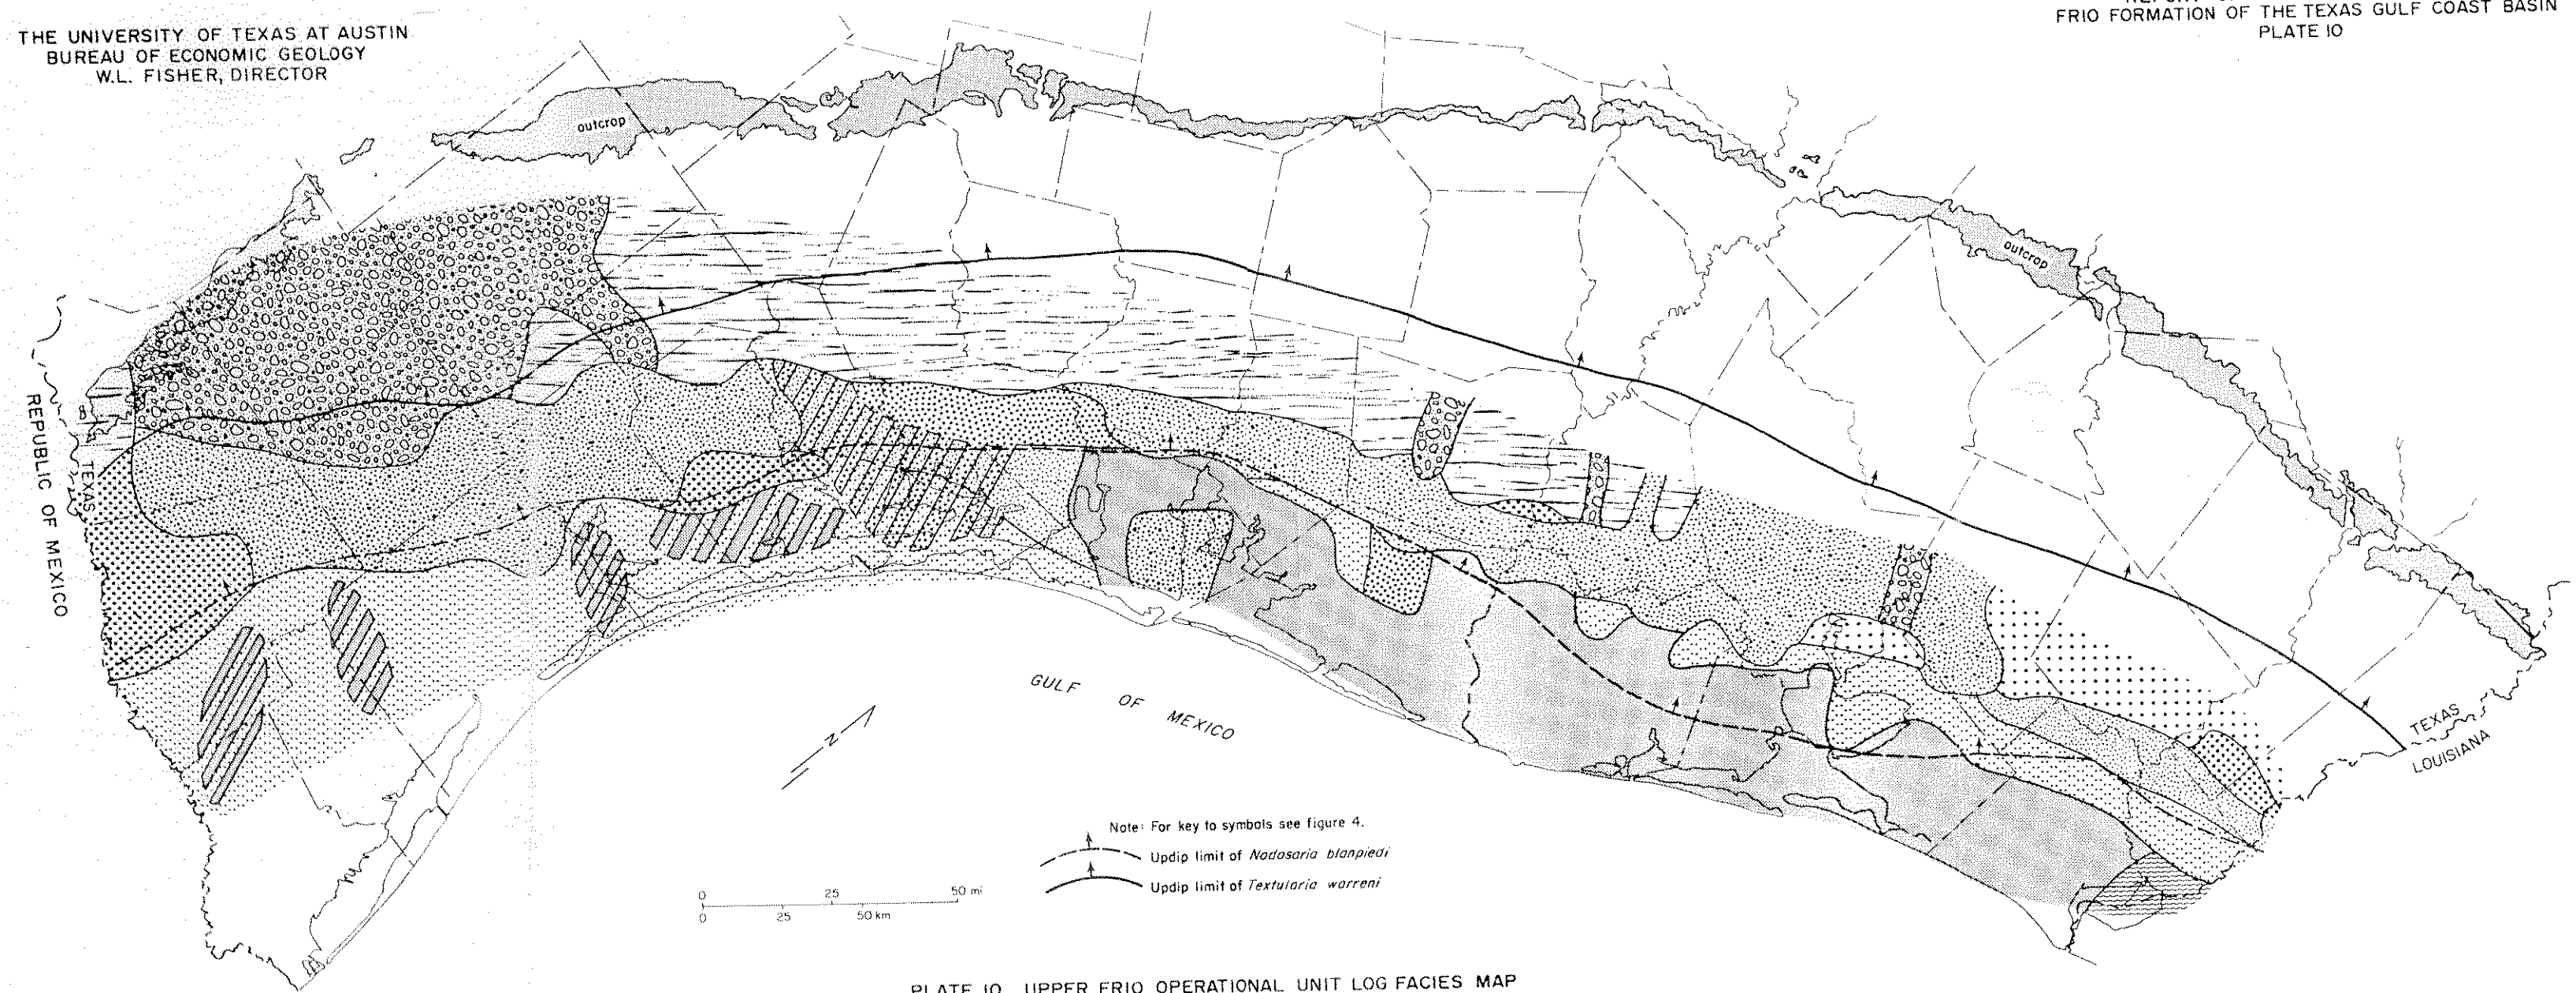 THE UNIVERSITY OF TEXAS AT AUSTIN
BUREAU OF ECONOMIC GEOLOGY
W.L. FISHER, DIRECTOR
FRIO FORMATION OF THE TEXAS GULF COAST BASIN
PLATE 10
outcrop
outcrop
REPUBLIC OF MEXICO
TEXAS
GULF OF MEXICO
N
TEXAS
LOUISIANA
Note: For key to symbols see figure 4.
Updip limit of Nodosaria blanpiedi
Updip limit of Textularia warreni
0 25 50 mi
0 25 50 km
PLATE 10. UPPER FRIO OPERATIONAL UNIT LOG FACIES MAP